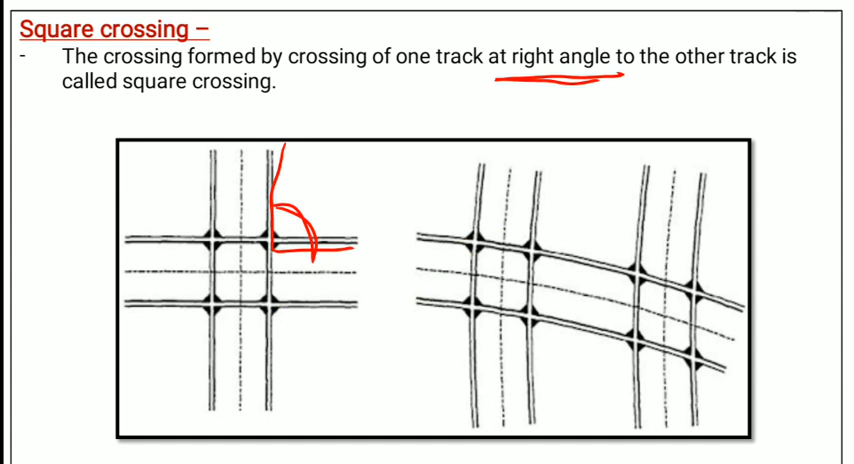 Square crossing –
- The crossing formed by crossing of one track at right angle to the other track is
called square crossing.